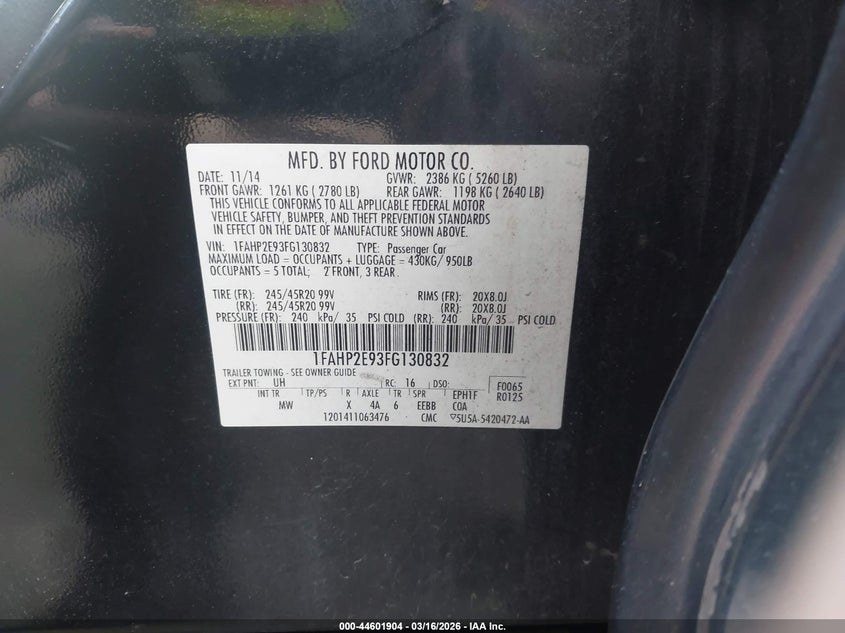 MFD. BY FORD MOTOR CO.
DATE: 11/14 GVWR: 2386 KG ( 5260 LB)
FRONT GAWR: 1261 KG ( 2780 LB) REAR GAWR: 1198 KG ( 2640 LB)
THIS VEHICLE CONFORMS TO ALL APPLICABLE FEDERAL MOTOR
VEHICLE SAFETY, BUMPER, AND THEFT PREVENTION STANDARDS
IN EFFECT ON THE DATE OF MANUFACTURE SHOWN ABOVE.
VIN: 1FAHP2E93FG130832 TYPE: Passenger Car
MAXIMUM LOAD = OCCUPANTS + LUGGAGE = 430KG/ 950LB
OCCUPANTS = 5 TOTAL; 2 FRONT, 3 REAR.
TIRE (FR): 245/45R20 99V RIMS (FR): 20X8.0J
(RR): 245/45R20 99V (RR): 20X8.0J
PRESSURE (FR): 240 kPa/ 35 PSI COLD (RR): 240 kPa/ 35 PSI COLD
1FAHP2E93FG130832
TRAILER TOWING - SEE OWNER GUIDE
EXT PNT: UH RC: 16 DSO: F0065
INT TR TP/PS R AXLE TR SPR EPH1F R0125
MW X 4A 6 EEBB COA
1201411063476 CMC ▽5U5A-5420472-AA
000-44601904 - 03/16/2026 - IAA Inc.